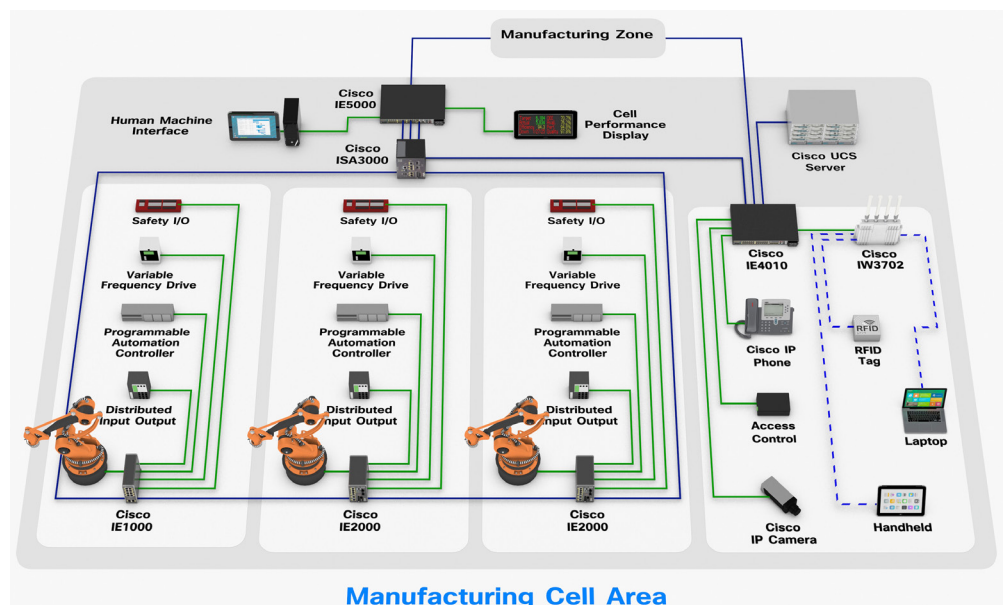 Manufacturing Zone
Cisco
IE5000
Human Machine
Interface
Cell
Performance
Display
Cisco
ISA3000
Cisco UCS
Server
Safety I/O
Safety I/O
Safety I/O
Cisco
IE4010
Cisco
IW3702
Variable
Frequency Drive
Variable
Frequency Drive
Variable
Frequency Drive
Programmable
Automation
Controller
Programmable
Automation
Controller
Programmable
Automation
Controller
Cisco IP
Phone
RFID
RFID
Tag
Distributed
Input Output
Distributed
Input Output
Distributed
Input Output
Access
Control
Laptop
Cisco
IE1000
Cisco
IE2000
Cisco
IE2000
Cisco
IP Camera
Handheld
Manufacturing Cell Area